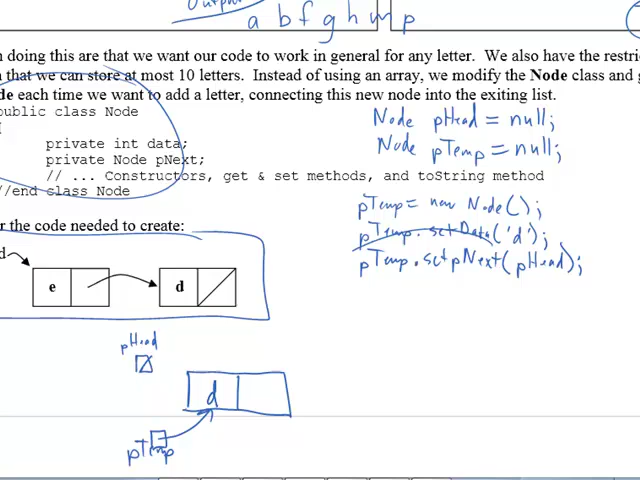 a b f g h m p
doing this are that we want our code to work in general for any letter. We also have the
that we can store at most 10 letters. Instead of using an array, we modify the Node class and
each time we want to add a letter, connecting this new node into the exiting list.
public class Node
private int data;
private Node pNext;
// ... Constructors, get & set methods, and toString method
//end class Node
the code needed to create:
Node pHead = null;
Node pTemp = null;
pTemp = new Node();
pTemp.setData('d');
pTemp.setpNext(pHead);
e
d
pHead
d
pTemp